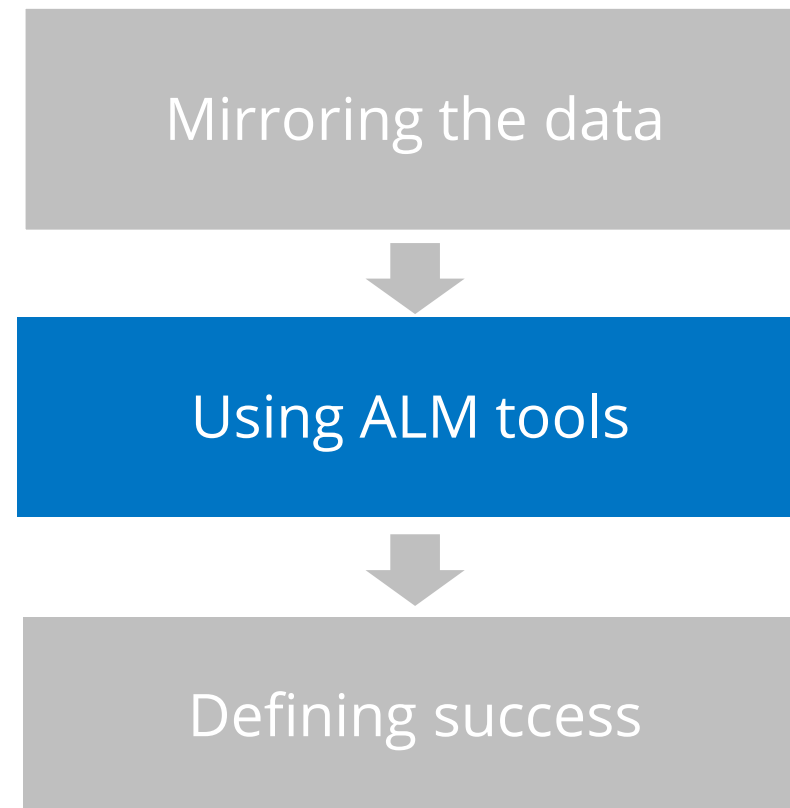 Mirroring the data
Using ALM tools
Defining success